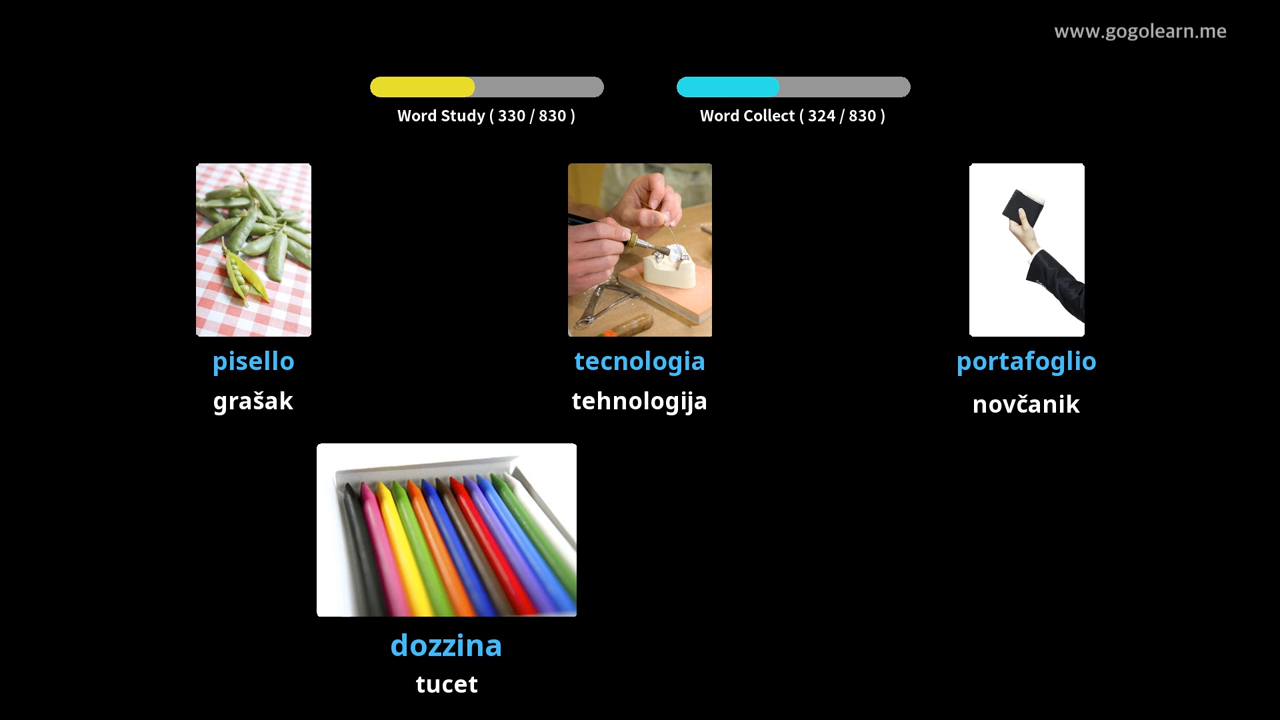 www.gogolearn.me
Word Study ( 330 / 830 )
Word Collect ( 324 / 830 )
pisello
grašak
tecnologia
tehnologija
portafoglio
novčanik
dozzina
tucet